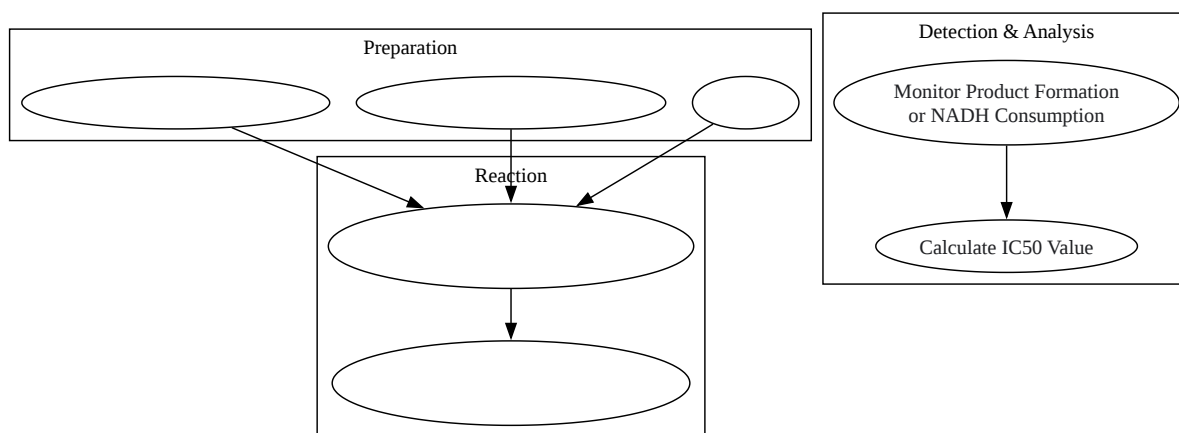 Preparation
Reaction
Detection & Analysis
Monitor Product Formation
or NADH Consumption
Calculate IC50 Value